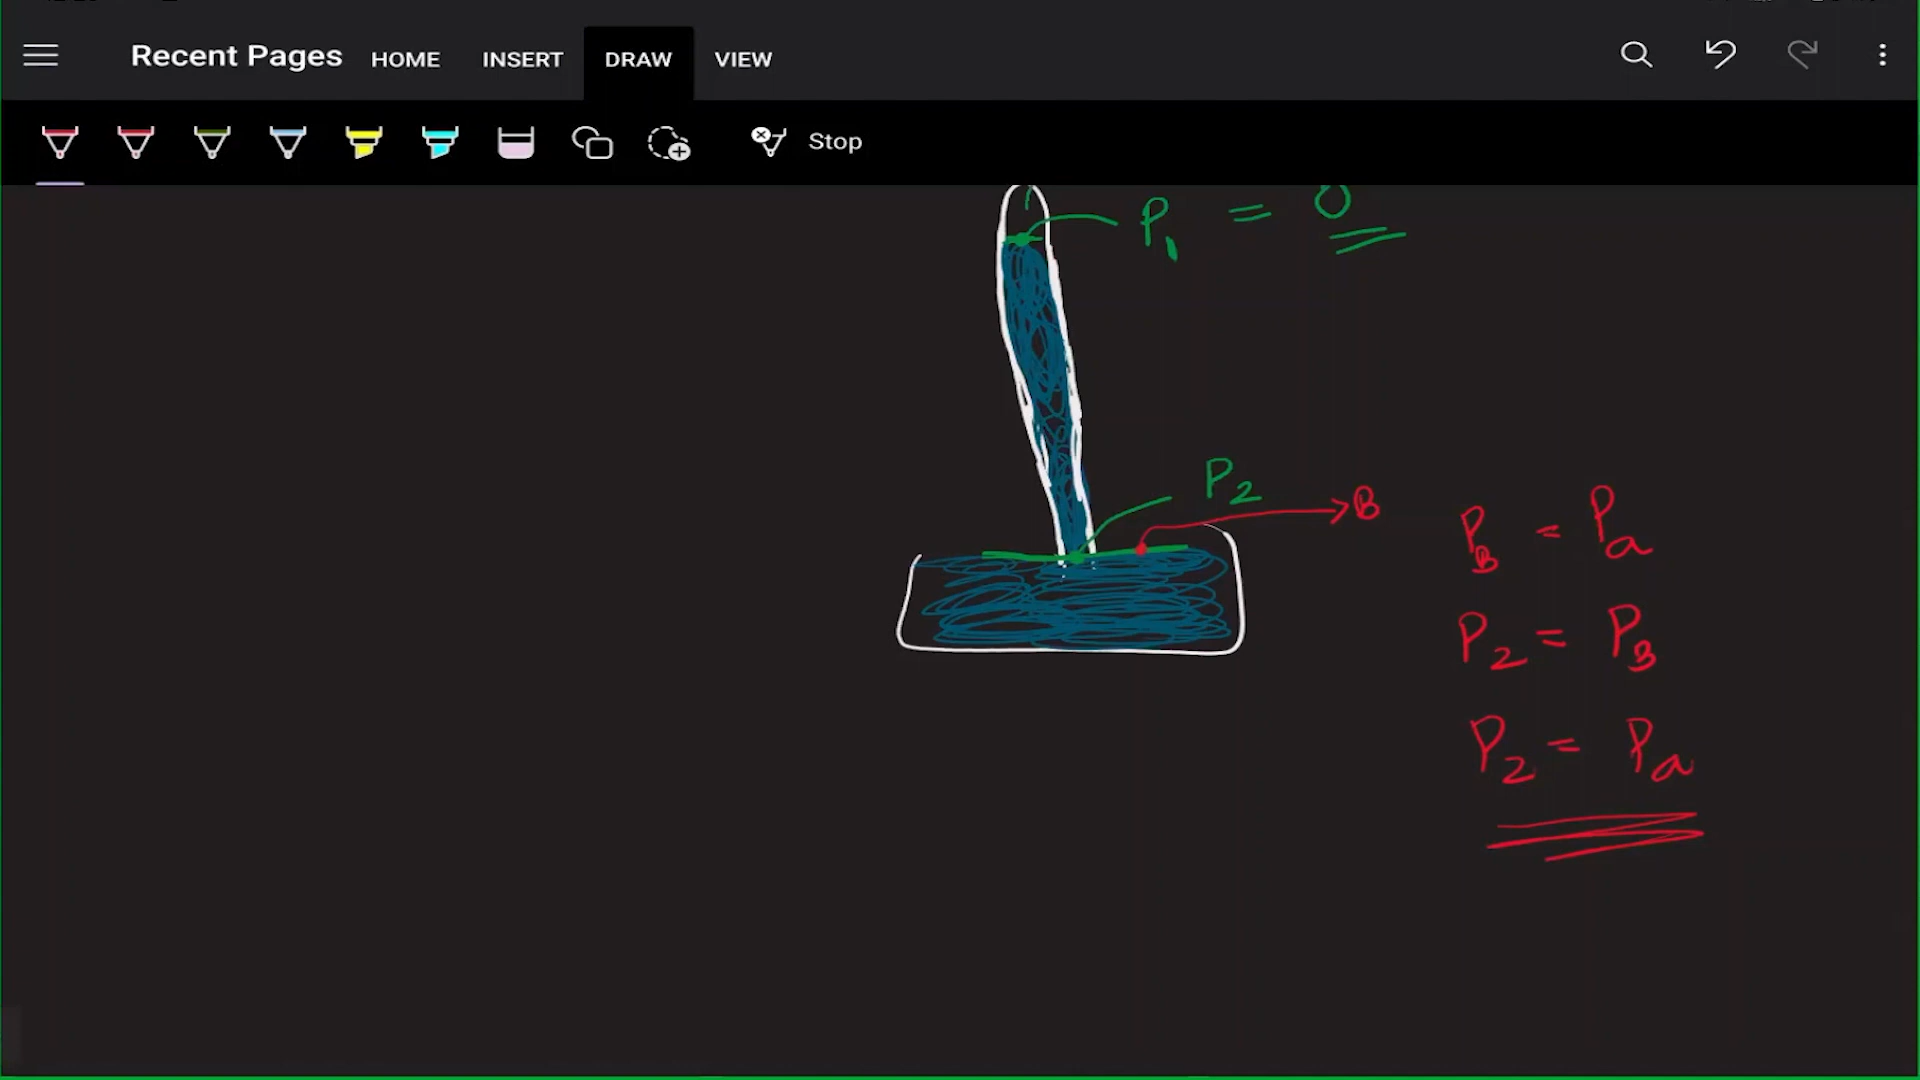 Recent Pages HOME INSERT DRAW VIEW
Stop
P1 = 0
P2
B
PB = Pa
P2 = PB
P2 = Pa